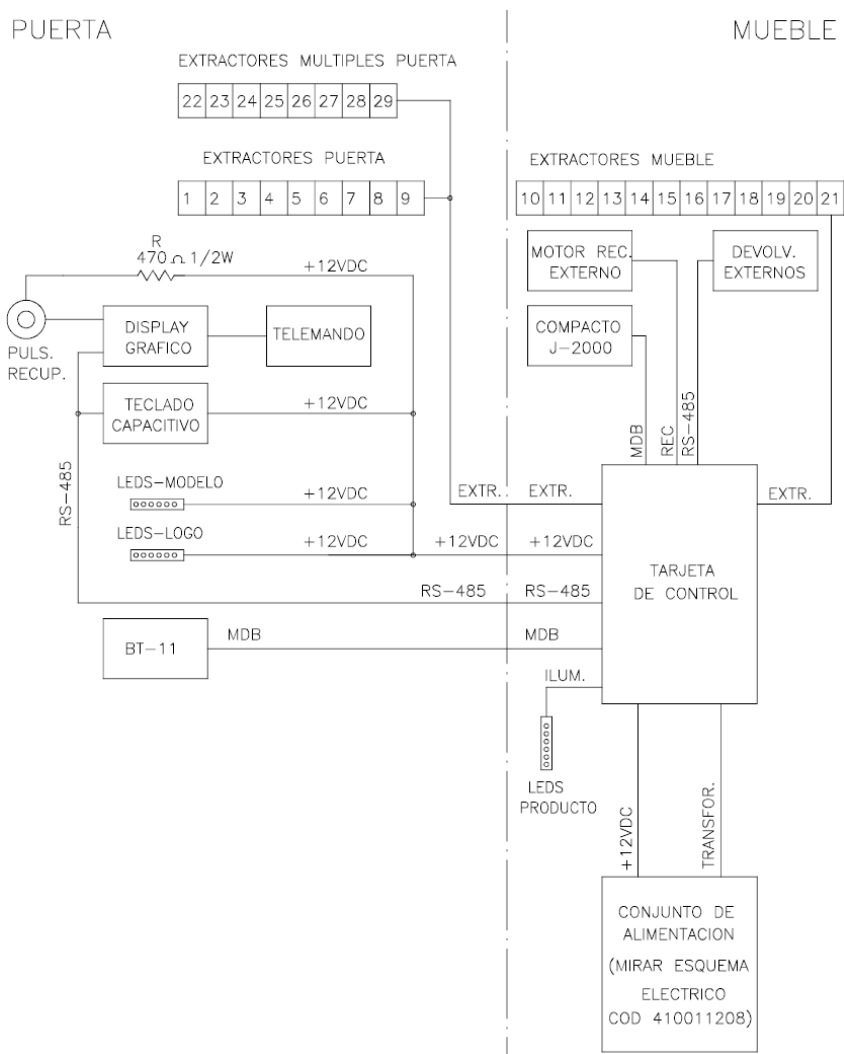 PUERTA
MUEBLE
EXTRACTORES MULTIPLES PUERTA
22 23 24 25 26 27 28 29
EXTRACTORES PUERTA
1 2 3 4 5 6 7 8 9
EXTRACTORES MUEBLE
10 11 12 13 14 15 16 17 18 19 20 21
R
470 Ω 1/2W
+12VDC
MOTOR REC.
EXTERNO
DEVOLV.
EXTERNOS
PULS.
RECUP.
DISPLAY
GRAFICO
TELEMANDO
COMPACTO
J-2000
TECLADO
CAPACITIVO
+12VDC
MDB
REC
RS-485
RS-485
LEDS-MODELO
+12VDC
EXTR.
EXTR.
EXTR.
LEDS-LOGO
+12VDC
+12VDC
+12VDC
TARJETA
DE CONTROL
RS-485
RS-485
BT-11
MDB
MDB
ILUM.
LEDS
PRODUCTO
+12VDC
TRANSFOR.
CONJUNTO DE
ALIMENTACION
(MIRAR ESQUEMA
ELECTRICO
COD 410011208)